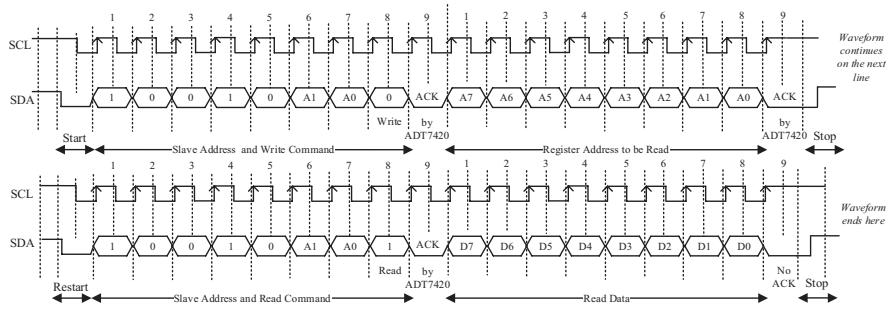 1 2 3 4 5 6 7 8 9 1 2 3 4 5 6 7 8 9
SCL
Waveform
continues
on the next
line
SDA 1 0 0 1 0 A1 A0 0 ACK A7 A6 A5 A4 A3 A2 A1 A0 ACK
Write by ADT7420 by ADT7420
Start Slave Address and Write Command Register Address to be Read Stop
1 2 3 4 5 6 7 8 9 1 2 3 4 5 6 7 8 9
SCL
Waveform
ends here
SDA 1 0 0 1 0 A1 A0 1 ACK D7 D6 D5 D4 D3 D2 D1 D0
Read by ADT7420 No ACK
Restart Slave Address and Read Command Read Data Stop